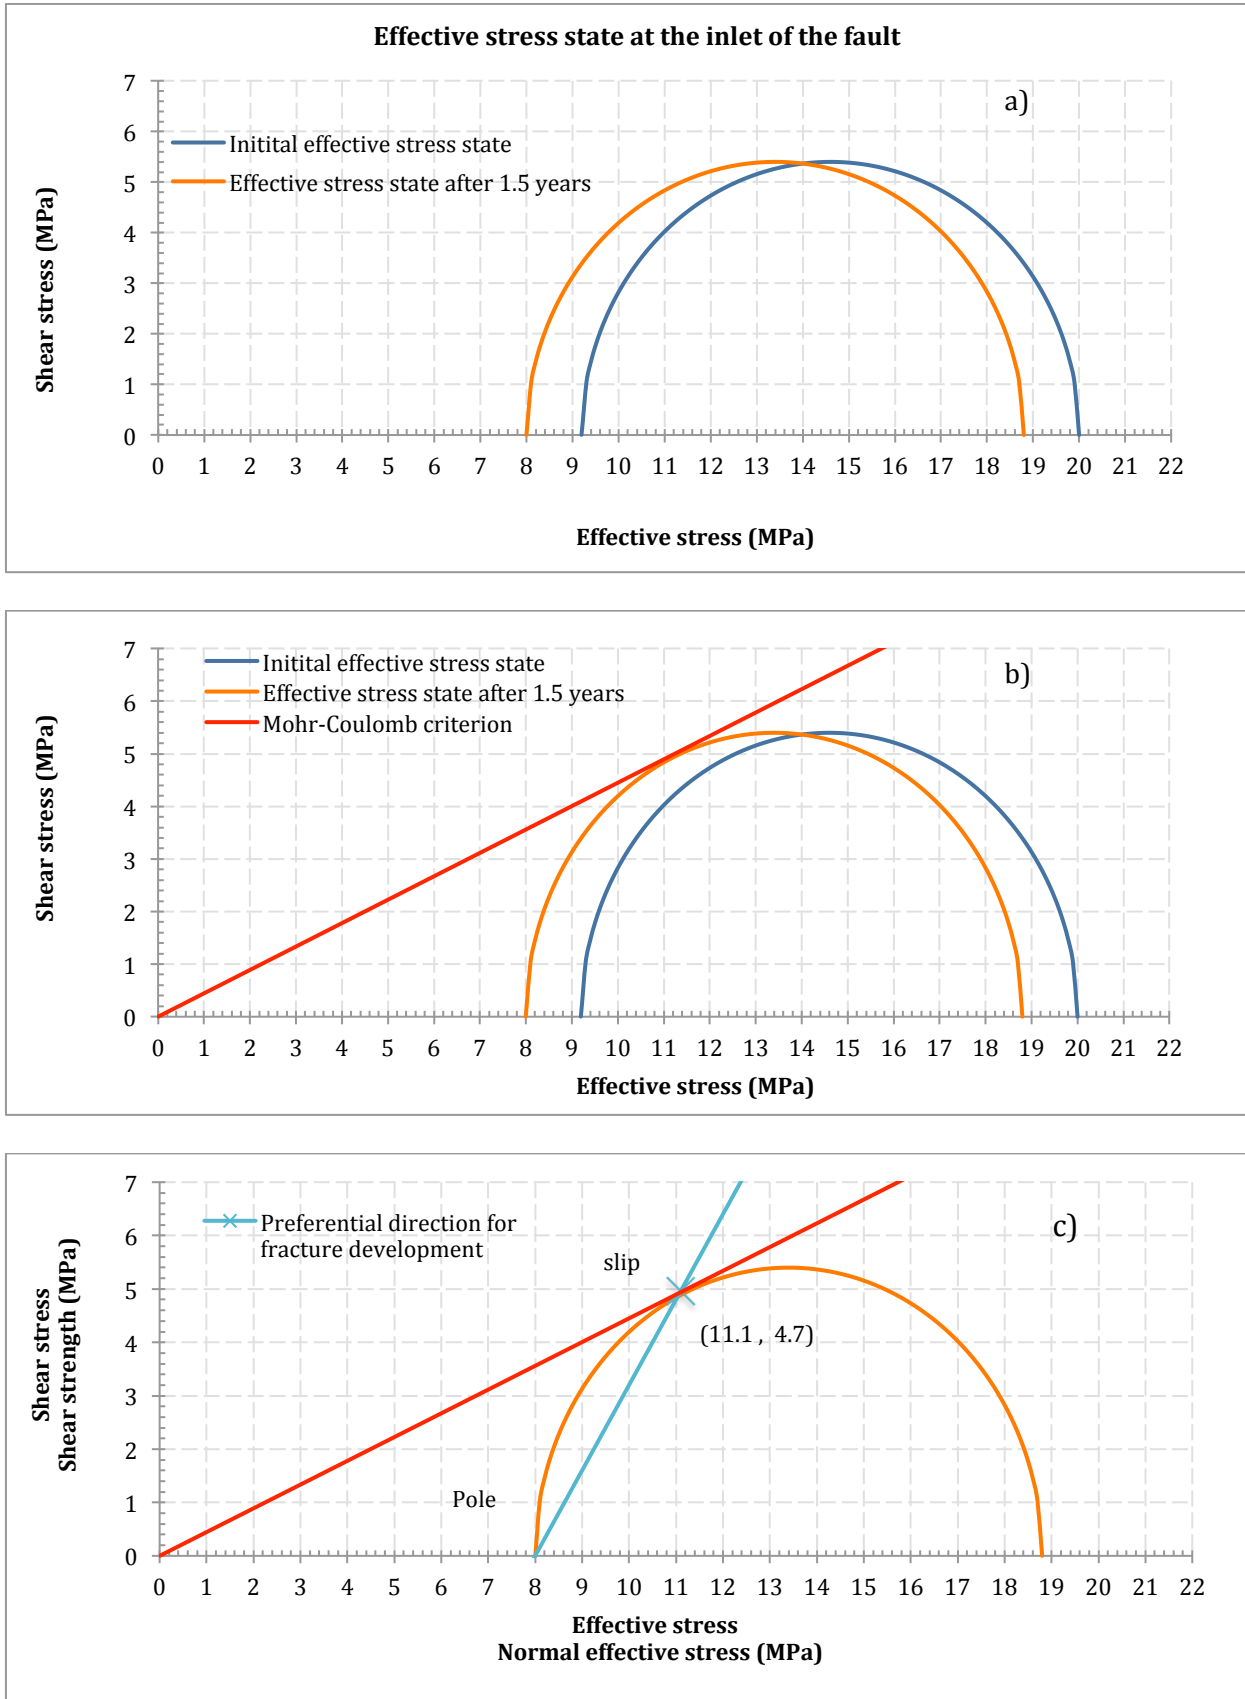 Effective stress state at the inlet of the fault
a)
7
6
5
4
3
2
1
0
Initital effective stress state
Effective stress state after 1.5 years
Shear stress (MPa)
0 1 2 3 4 5 6 7 8 9 10 11 12 13 14 15 16 17 18 19 20 21 22
Effective stress (MPa)
b)
7
6
5
4
3
2
1
0
Initital effective stress state
Effective stress state after 1.5 years
Mohr-Coulomb criterion
Shear stress (MPa)
0 1 2 3 4 5 6 7 8 9 10 11 12 13 14 15 16 17 18 19 20 21 22
Effective stress (MPa)
c)
7
6
5
4
3
2
1
0
Preferential direction for
fracture development
slip
(11.1 , 4.7)
Pole
Shear stress
Shear strength (MPa)
0 1 2 3 4 5 6 7 8 9 10 11 12 13 14 15 16 17 18 19 20 21 22
Effective stress
Normal effective stress (MPa)